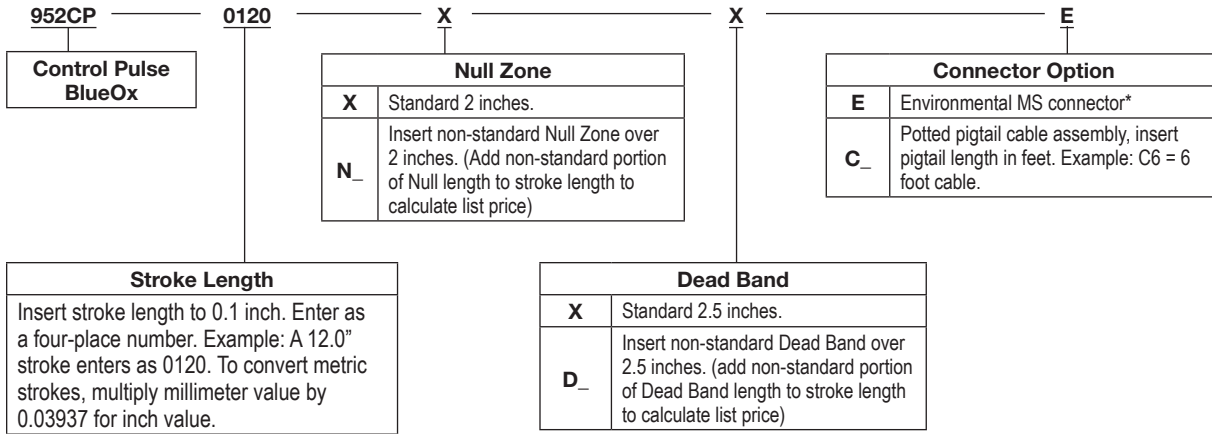 952CP 0120 X X E
Control Pulse
BlueOx
Null Zone
X Standard 2 inches.
N_ Insert non-standard Null Zone over
2 inches. (Add non-standard portion
of Null length to stroke length to
calculate list price)
Connector Option
E Environmental MS connector*
C_ Potted pigtail cable assembly, insert
pigtail length in feet. Example: C6 = 6
foot cable.
Stroke Length
Insert stroke length to 0.1 inch. Enter as
a four-place number. Example: A 12.0”
stroke enters as 0120. To convert metric
strokes, multiply millimeter value by
0.03937 for inch value.
Dead Band
X Standard 2.5 inches.
D_ Insert non-standard Dead Band over
2.5 inches. (add non-standard portion
of Dead Band length to stroke length
to calculate list price)